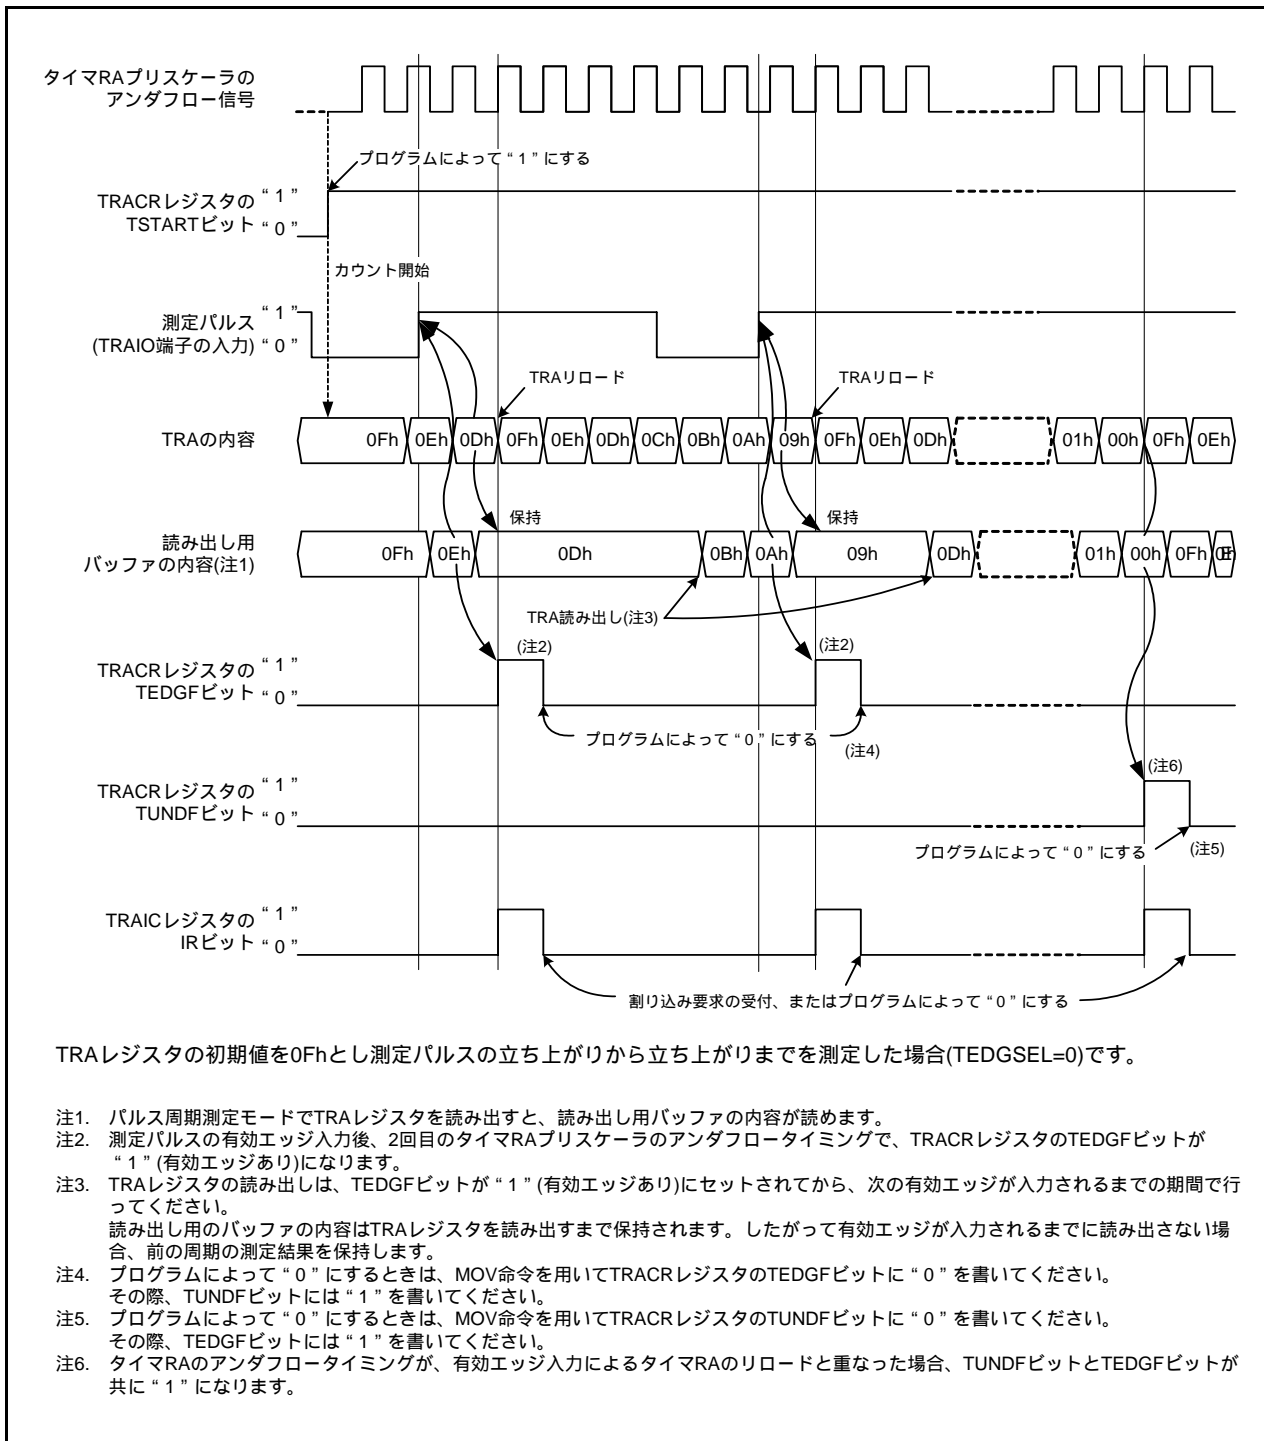 タイマRAプリスケーラの
アンダフロー信号
プログラムによって“1”にする
TRACRレジスタの
TSTARTビット
“1”
“0”
カウント開始
測定パルス
(TRAIO端子の入力)
“1”
“0”
TRAリロード
TRAリロード
TRAの内容
0Fh 0Eh 0Dh 0Fh 0Eh 0Dh 0Ch 0Bh 0Ah 09h 0Fh 0Eh 0Dh 01h 00h 0Fh 0Eh
保持
保持
読み出し用
バッファの内容(注1)
0Fh 0Eh 0Dh 0Bh 0Ah 09h 0Dh 01h 00h 0Fh 0E
TRA読み出し(注3)
TRACRレジスタの
TEDGFビット
“1”
“0”
(注2)
(注2)
プログラムによって“0”にする
(注4)
TRACRレジスタの
TUNDFビット
“1”
“0”
(注6)
プログラムによって“0”にする
(注5)
TRAICレジスタの
IRビット
“1”
“0”
割り込み要求の受付、またはプログラムによって“0”にする
TRAレジスタの初期値を0Fhとし測定パルスの立ち上がりから立ち上がりまでを測定した場合(TEDGSEL=0)です。
注1. パルス周期測定モードでTRAレジスタを読み出すと、読み出し用バッファの内容が読めます。
注2. 測定パルスの有効エッジ入力後、2回目のタイマRAプリスケーラのアンダフロータイミングで、TRACRレジスタのTEDGFビットが
“1”(有効エッジあり)になります。
注3. TRAレジスタの読み出しは、TEDGFビットが“1”(有効エッジあり)にセットされてから、次の有効エッジが入力されるまでの期間で行
ってください。
読み出し用のバッファの内容はTRAレジスタを読み出すまで保持されます。したがって有効エッジが入力されるまでに読み出さない場
合、前の周期の測定結果を保持します。
注4. プログラムによって“0”にするときは、MOV命令を用いてTRACRレジスタのTEDGFビットに“0”を書いてください。
その際、TUNDFビットには“1”を書いてください。
注5. プログラムによって“0”にするときは、MOV命令を用いてTRACRレジスタのTUNDFビットに“0”を書いてください。
その際、TEDGFビットには“1”を書いてください。
注6. タイマRAのアンダフロータイミングが、有効エッジ入力によるタイマRAのリロードと重なった場合、TUNDFビットとTEDGFビットが
共に“1”になります。